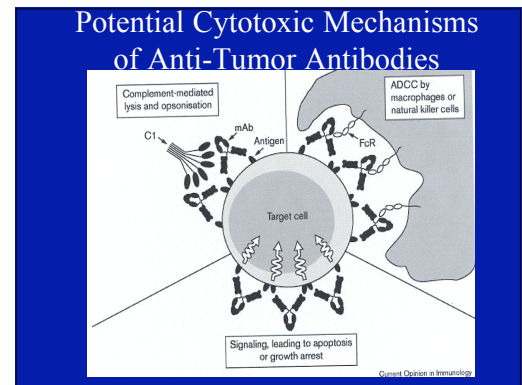 Potential Cytotoxic Mechanisms
of Anti-Tumor Antibodies
Complement-mediated
lysis and opsonisation
ADCC by
macrophages or
natural killer cells
C1
mAb
Antigen
FcR
Target cell
Signaling, leading to apoptosis
or growth arrest
Current Opinion in Immunology